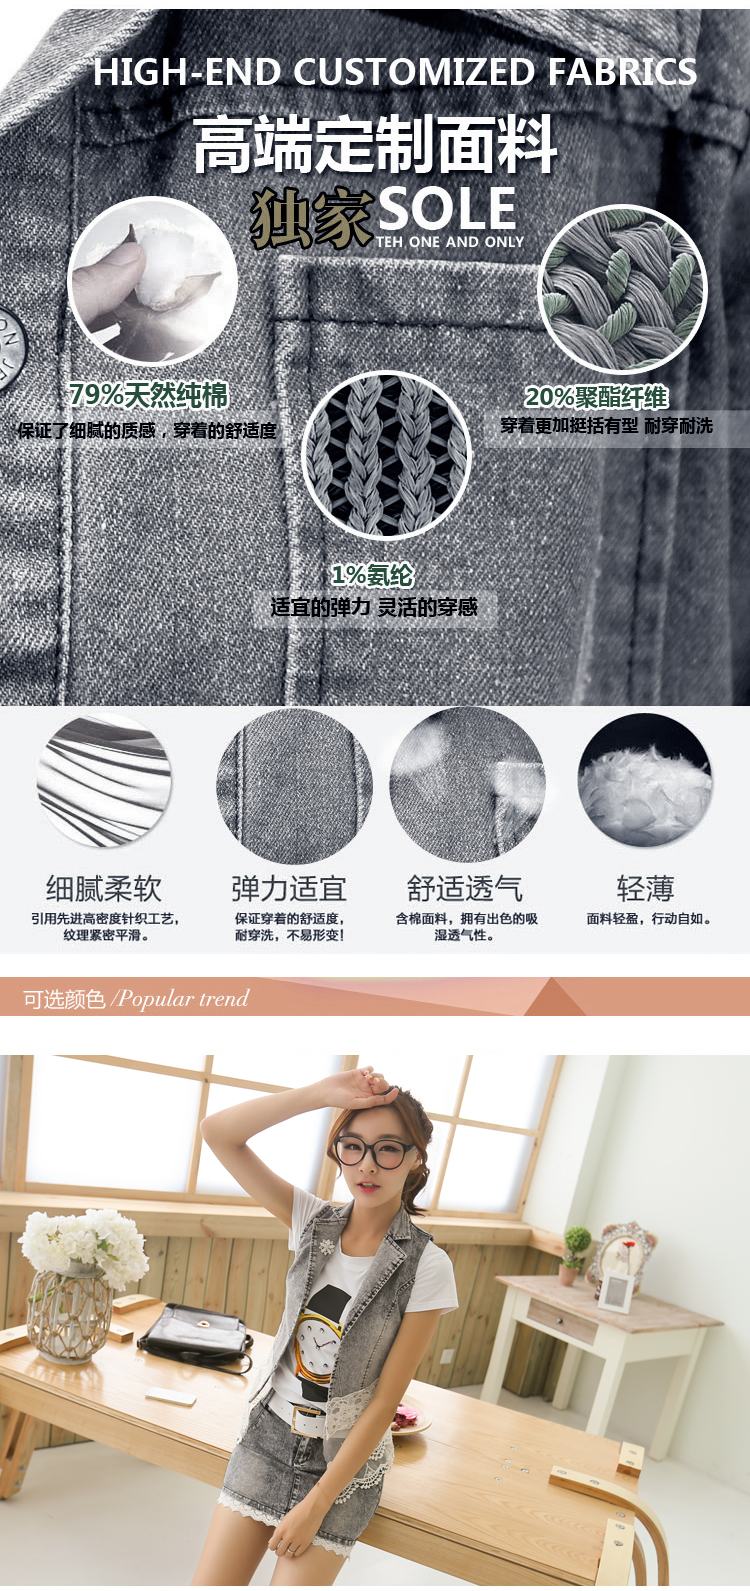 HIGH-END CUSTOMIZED FABRICS
高端定制面料
独家SOLE
TEH ONE AND ONLY
79%天然纯棉
保证了细腻的质感，穿着的舒适度
20%聚酯纤维
穿着更加挺括有型 耐穿耐洗
1%氨纶
适宜的弹力 灵活的穿感
细腻柔软
引用先进高密度针织工艺，
纹理紧密平滑。
弹力适宜
保证穿着的舒适度，
耐穿洗，不易形变！
舒适透气
含棉面料，拥有出色的吸
湿透气性。
轻薄
面料轻盈，行动自如。
可选颜色 /Popular trend